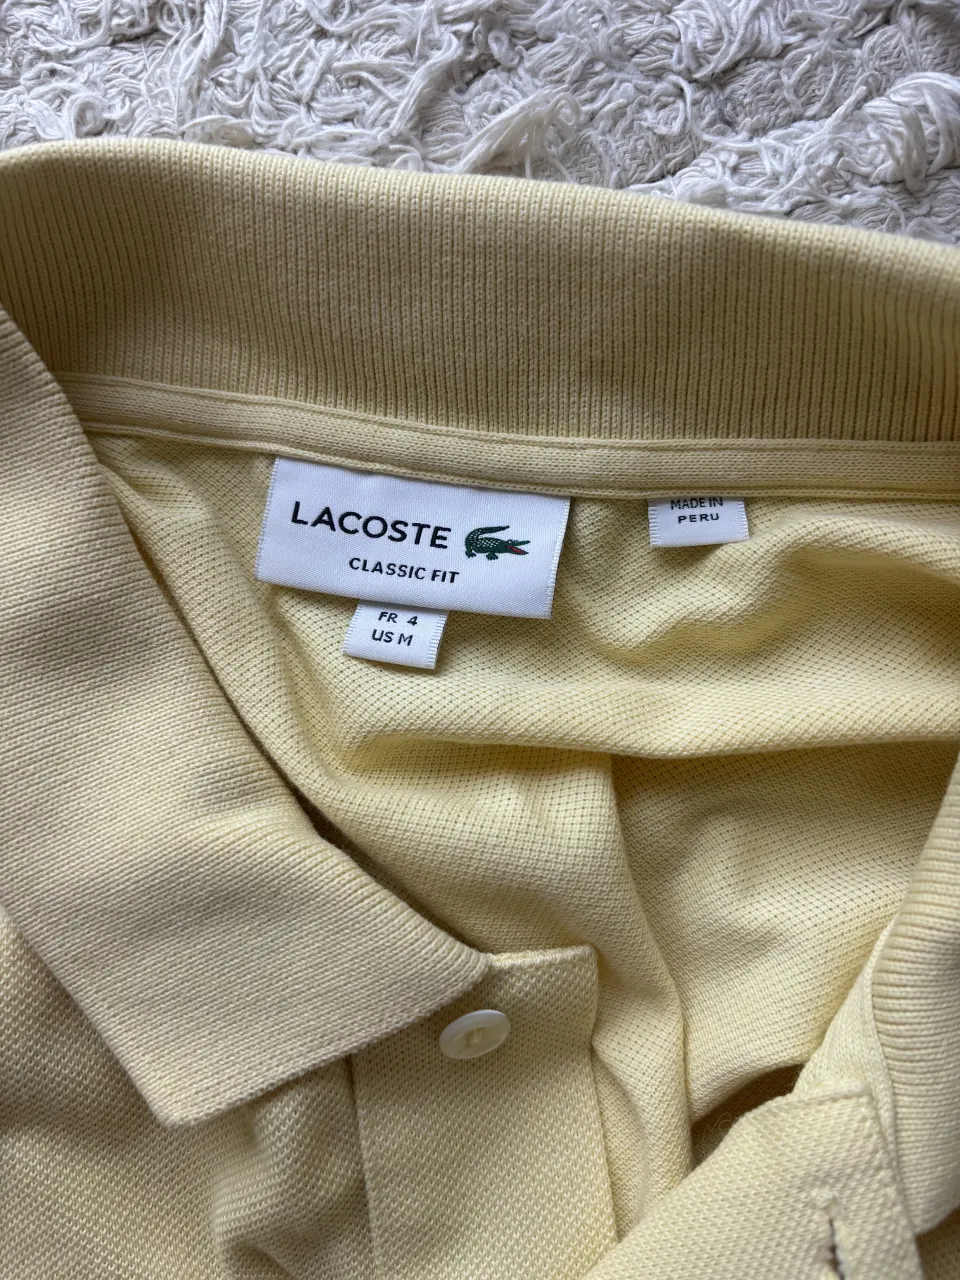 LACOSTE
CLASSIC FIT
FR 4
US M
MADE IN
PERU